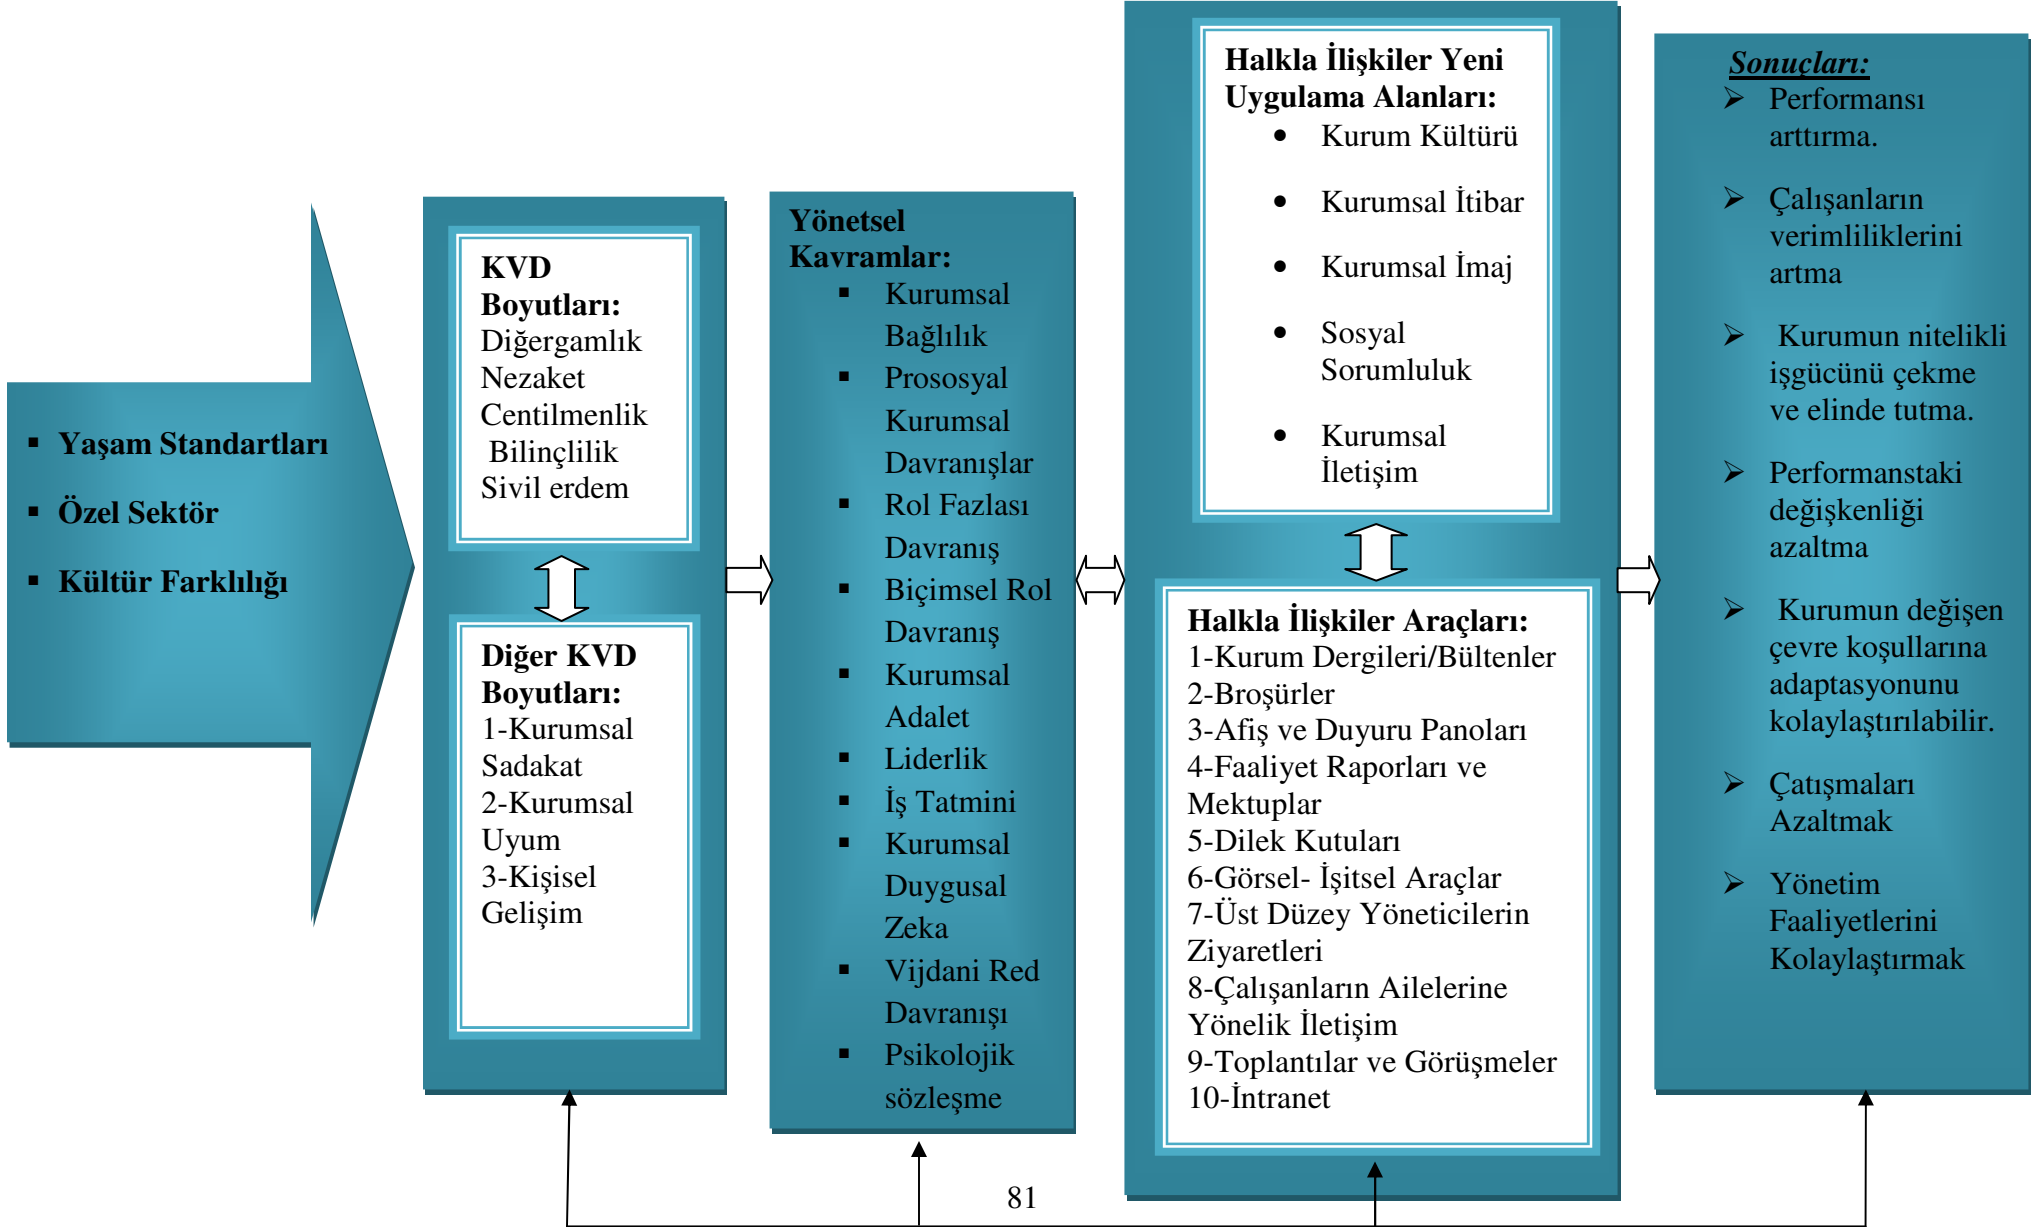 ▪ Yaşam Standartları
▪ Özel Sektör
▪ Kültür Farklılığı
KVD
Boyutları:
Diğergamlık
Nezaket
Centilmenlik
Bilinçlilik
Sivil erdem
Diğer KVD
Boyutları:
1-Kurumsal
Sadakat
2-Kurumsal
Uyum
3-Kişisel
Gelişim
Yönetsel
Kavramlar:
▪ Kurumsal
Bağlılık
▪ Prososyal
Kurumsal
Davranışlar
▪ Rol Fazlası
Davranış
▪ Biçimsel Rol
Davranış
▪ Kurumsal
Adalet
▪ Liderlik
▪ İş Tatmini
▪ Kurumsal
Duygusal
Zeka
▪ Vijdani Red
Davranışı
▪ Psikolojik
sözleşme
Halkla İlişkiler Yeni
Uygulama Alanları:
• Kurum Kültürü
• Kurumsal İtibar
• Kurumsal İmaj
• Sosyal
Sorumluluk
• Kurumsal
İletişim
Halkla İlişkiler Araçları:
1-Kurum Dergileri/Bültenler
2-Broşürler
3-Afiş ve Duyuru Panoları
4-Faaliyet Raporları ve
Mektuplar
5-Dilek Kutuları
6-Görsel- İşitsel Araçlar
7-Üst Düzey Yöneticilerin
Ziyaretleri
8-Çalışanların Ailelerine
Yönelik İletişim
9-Toplantılar ve Görüşmeler
10-İntranet
Sonuçları:
➢ Performansı
arttırma.
➢ Çalışanların
verimliliklerini
artma
➢ Kurumun nitelikli
işgücünü çekme
ve elinde tutma.
➢ Performanstaki
değişkenliği
azaltma
➢ Kurumun değişen
çevre koşullarına
adaptasyonunu
kolaylaştırılabilir.
➢ Çatışmaları
Azaltmak
➢ Yönetim
Faaliyetlerini
Kolaylaştırmak
81